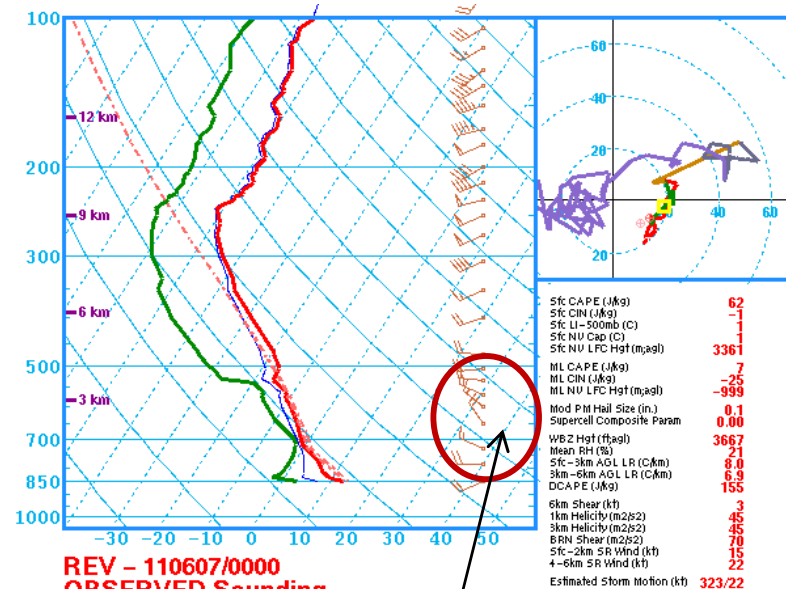 100
200
300
500
700
850
1000
12 km
9 km
6 km
3 km
-30 -20 -10 0 10 20 30 40 50
REV - 110607/0000
OBSERVED Sounding
60
40
20
20
20 40 60
Sfc CAPE (J/kg) 62
Sfc CIN (J/kg) -1
Sfc LI-500mb (C) 1
Sfc NV Cap (C) 1
Sfc NV LFC Hgt (m;agl) 3361
ML CAPE (J/kg) 7
ML CIN (J/kg) -25
ML NV LFC Hgt (m;agl) -999
Mod PM Hail Size (in.) 0.1
Supercell Composite Param 0.00
WBZ Hgt (ft;agl) 3667
Mean RH (%) 21
Sfc-3km AGL LR (C/km) 8.0
3km-6km AGL LR (C/km) 6.9
DCAPE (J/kg) 155
6km Shear (kt) 3
1km Helicity (m2/s2) 45
3km Helicity (m2/s2) 45
BRN Shear (m2/s2) 70
Sfc-2km SR Wind (kt) 15
4-6km SR Wind (kt) 22
Estimated Storm Motion (kt) 323/22